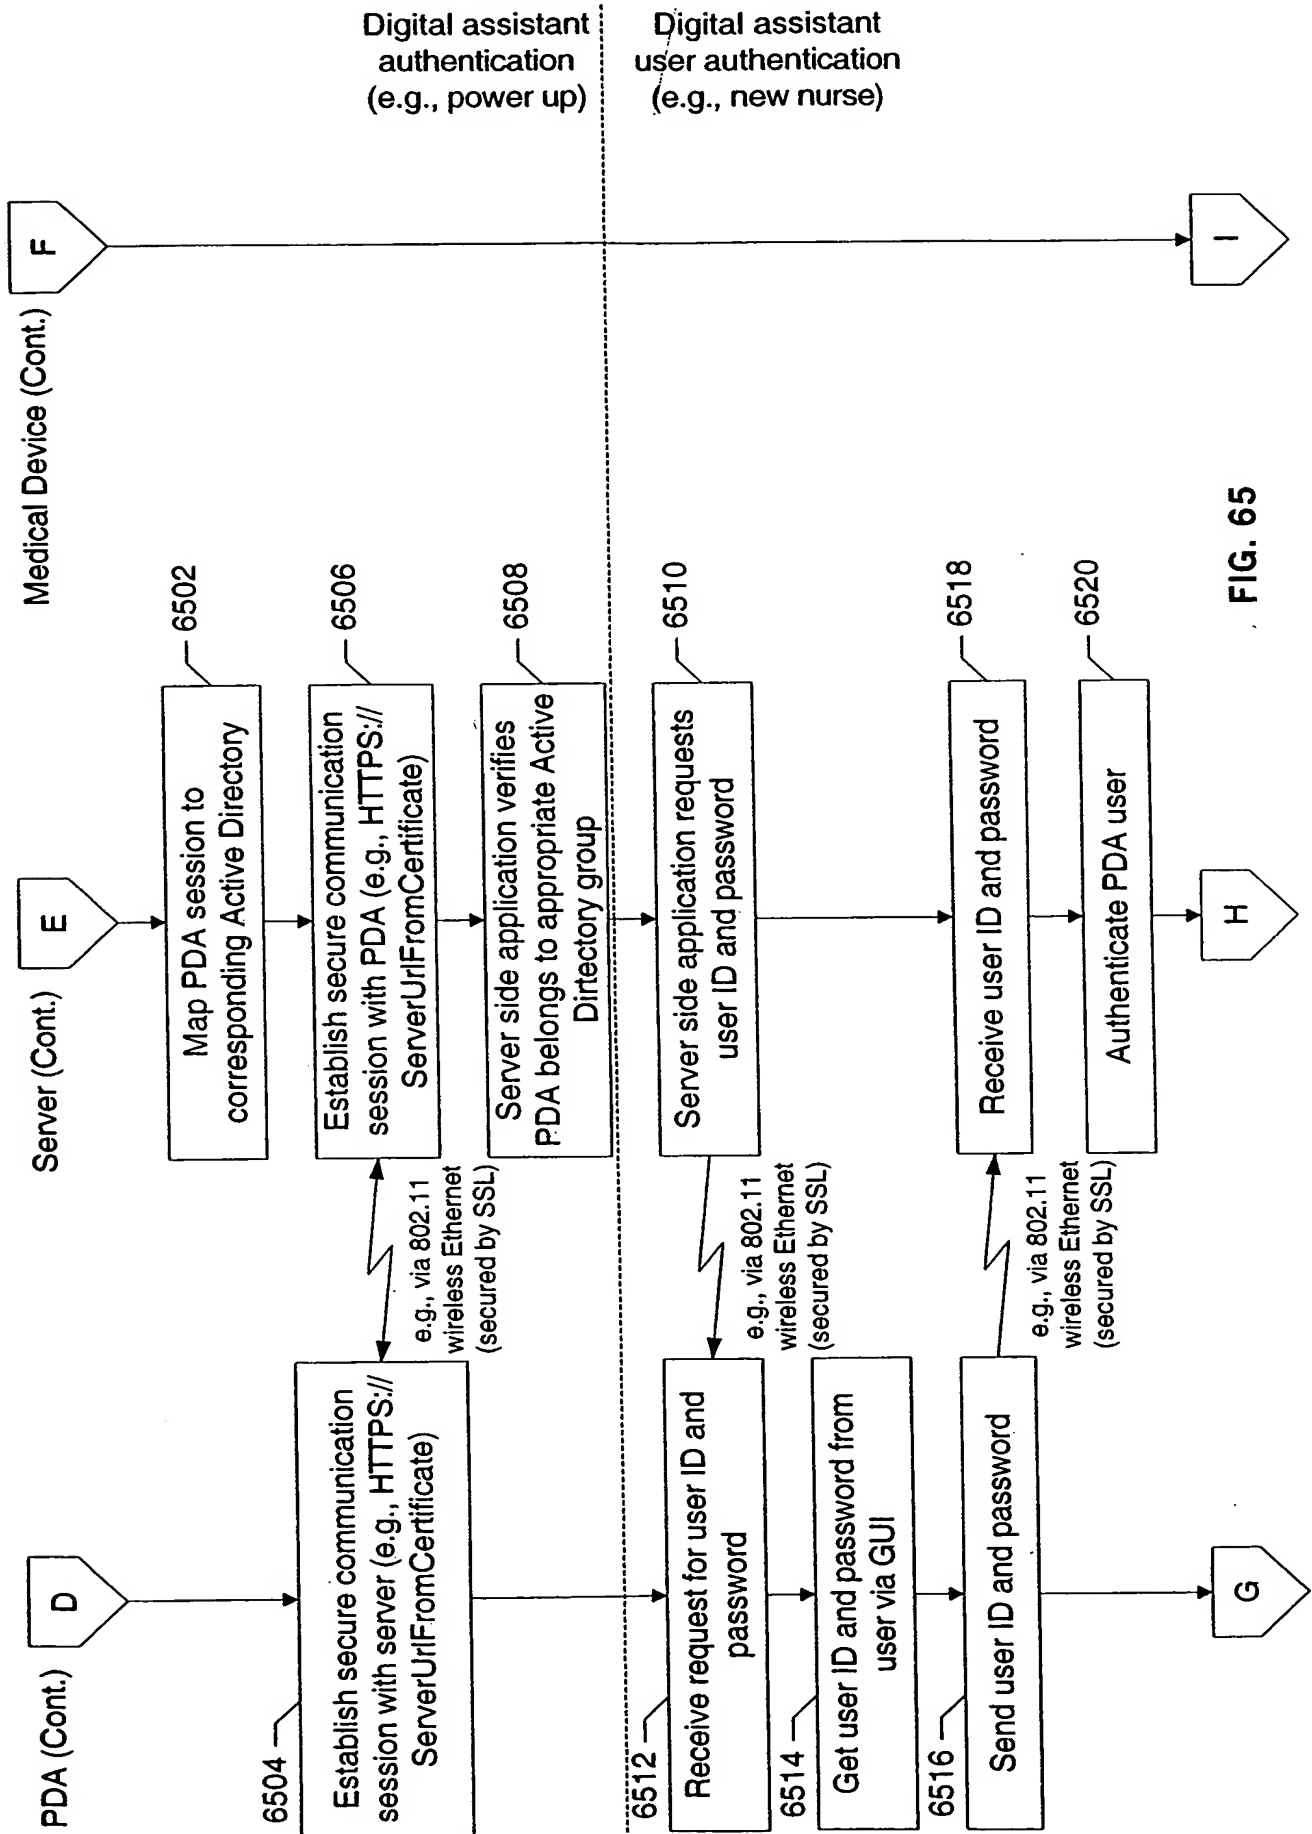 PDA (Cont.)
Server (Cont.)
Medical Device (Cont.)
D
E
F
Map PDA session to
corresponding Active Directory
6502
6504
Establish secure communication
session with server (e.g., HTTPS://
ServerUrlFromCertificate)
Establish secure communication
session with PDA (e.g., HTTPS://
ServerUrlFromCertificate)
6506
e.g., via 802.11
wireless Ethernet
(secured by SSL)
Server side application verifies
PDA belongs to appropriate Active
Dirtectory group
6508
Digital assistant
authentication
(e.g., power up)
Digital assistant
user authentication
(e.g., new nurse)
Server side application requests
user ID and password
6510
6512
Receive request for user ID and
password
e.g., via 802.11
wireless Ethernet
(secured by SSL)
6514
Get user ID and password from
user via GUI
6516
Send user ID and password
e.g., via 802.11
wireless Ethernet
(secured by SSL)
Receive user ID and password
6518
Authenticate PDA user
6520
G
H
I
FIG. 65